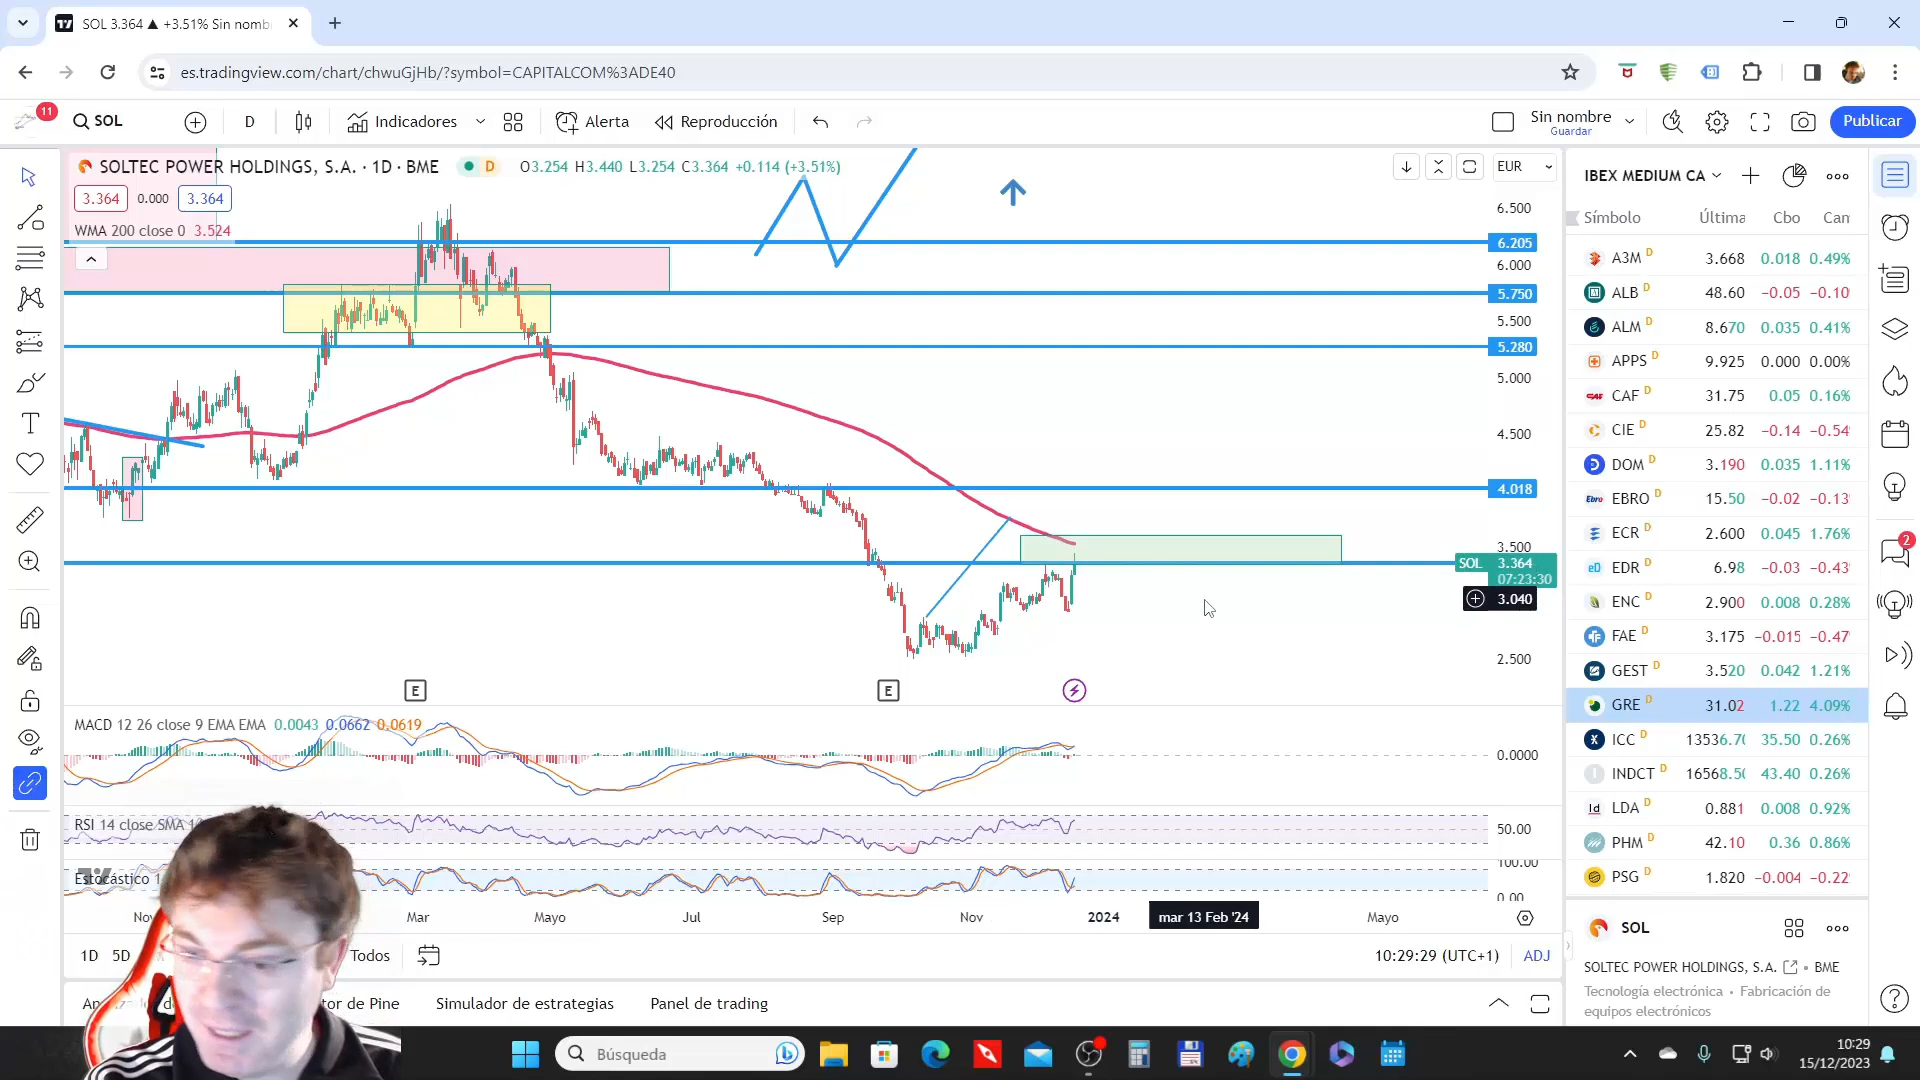 SOL 3.364 ▲ +3.51% Sin nomb
es.tradingview.com/chart/chwuGjHb/?symbol=CAPITALCOM%3ADE40
11
SOL
D
Indicadores
Alerta
Reproducción
Sin nombre
Guardar
Publicar
SOLTEC POWER HOLDINGS, S.A. · 1D · BME
D
O3.254 H3.440 L3.254 C3.364 +0.114 (+3.51%)
EUR
3.364
0.000
3.364
WMA 200 close 0 3.524
6.500
6.205
6.000
5.750
5.500
5.280
5.000
4.500
4.018
3.500
SOL 3.364
07:23:30
3.040
2.500
E
E
MACD 12 26 close 9 EMA EMA 0.0043 0.0662 0.0619
0.0000
RSI 14 close SMA 1
50.00
100.00
Estocástico 1
0.00
Nov
Mar
Mayo
Jul
Sep
Nov
2024
mar 13 Feb '24
Mayo
1D 5D
Todos
10:29:29 (UTC+1)
ADJ
tor de Pine
Simulador de estrategias
Panel de trading
IBEX MEDIUM CA
Símbolo Última Cbo Can
A3M D 3.668 0.018 0.49%
ALB D 48.60 −0.05 −0.10
ALM D 8.670 0.035 0.41%
APPS D 9.925 0.000 0.00%
CAF D 31.75 0.05 0.16%
CIE D 25.82 −0.14 −0.54
DOM D 3.190 0.035 1.11%
Ebro EBRO D 15.50 −0.02 −0.13
ECR D 2.600 0.045 1.76%
EDR D 6.98 −0.03 −0.43
ENC D 2.900 0.008 0.28%
FAE D 3.175 −0.015 −0.47
GEST D 3.520 0.042 1.21%
GRE D 31.02 1.22 4.09%
ICC D 13536.70 35.50 0.26%
INDCT D 16568.50 43.40 0.26%
Id LDA D 0.881 0.008 0.92%
PHM D 42.10 0.36 0.86%
PSG D 1.820 −0.004 −0.22
2
SOL
SOLTEC POWER HOLDINGS, S.A. • BME
Tecnología electrónica • Fabricación de
equipos electrónicos
Búsqueda
10:29
15/12/2023